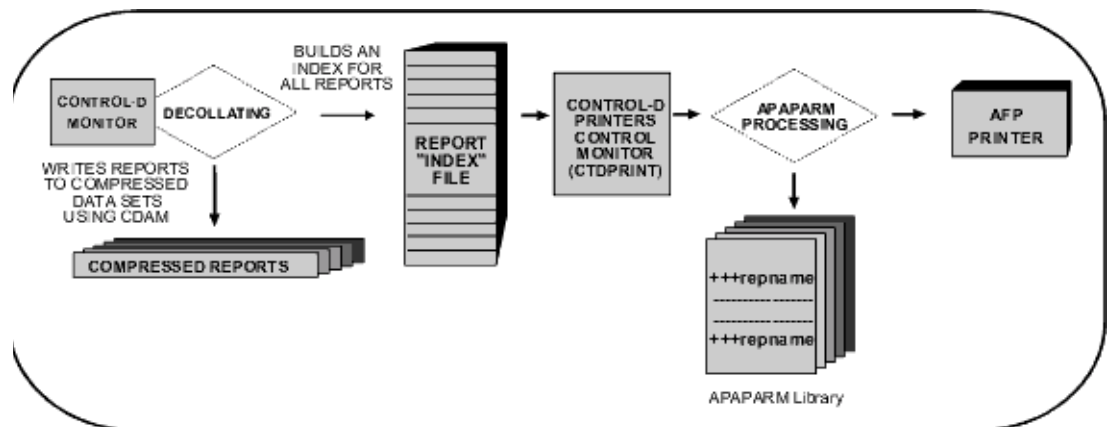 CONTROL-D
MONITOR
DECOLLATING
BUILDS AN
INDEX FOR
ALL REPORTS
WRITES REPORTS
TO COMPRESSED
DATA SETS
USING CDAM
COMPRESSED REPORTS
REPORT
"INDEX"
FILE
CONTROL-D
PRINTERS
CONTROL
MONITOR
(CTDPRINT)
APAPARM
PROCESSING
AFP
PRINTER
+++repname
+++repname
APAPARM Library